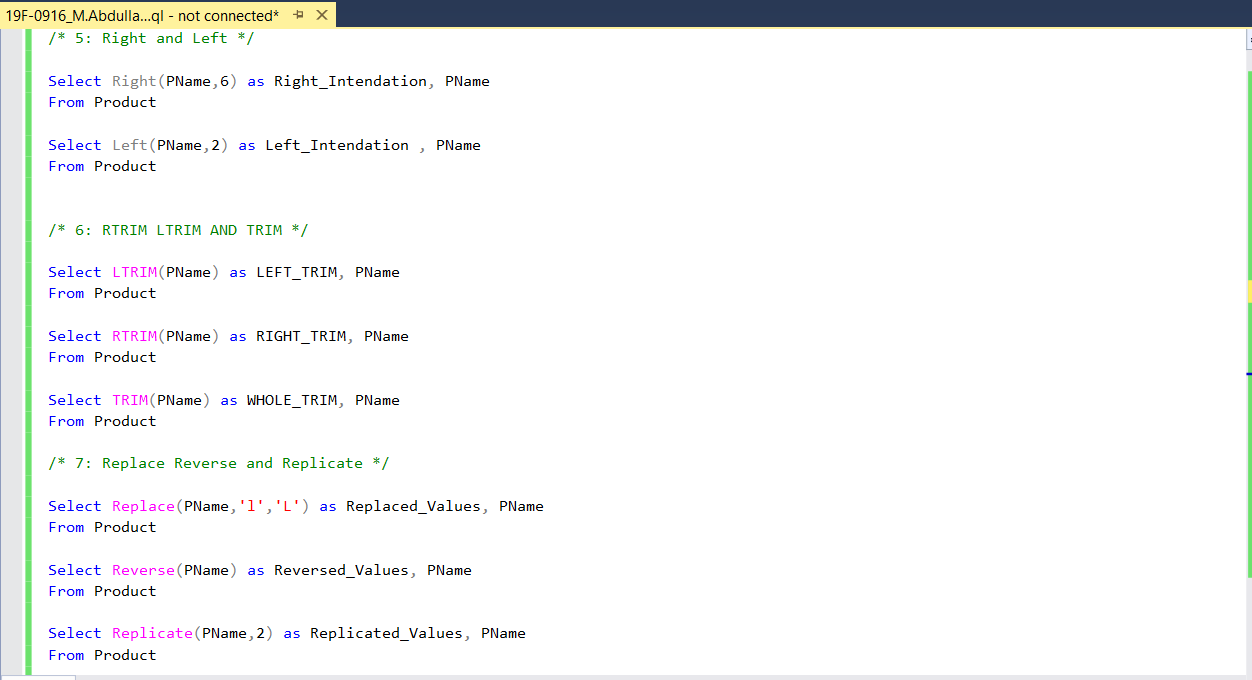 19F-0916_M.Abdulla...ql - not connected*
/* 5: Right and Left */
Select Right(PName,6) as Right_Intendation, PName
From Product
Select Left(PName,2) as Left_Intendation , PName
From Product
/* 6: RTRIM LTRIM AND TRIM */
Select LTRIM(PName) as LEFT_TRIM, PName
From Product
Select RTRIM(PName) as RIGHT_TRIM, PName
From Product
Select TRIM(PName) as WHOLE_TRIM, PName
From Product
/* 7: Replace Reverse and Replicate */
Select Replace(PName,'l','L') as Replaced_Values, PName
From Product
Select Reverse(PName) as Reversed_Values, PName
From Product
Select Replicate(PName,2) as Replicated_Values, PName
From Product